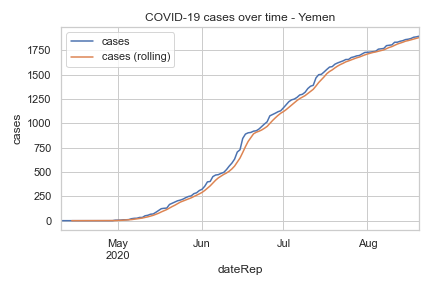 COVID-19 cases over time - Yemen
cases
cases (rolling)
1750
1500
1250
1000
750
500
250
0
cases
May
2020
Jun
Jul
Aug
dateRep